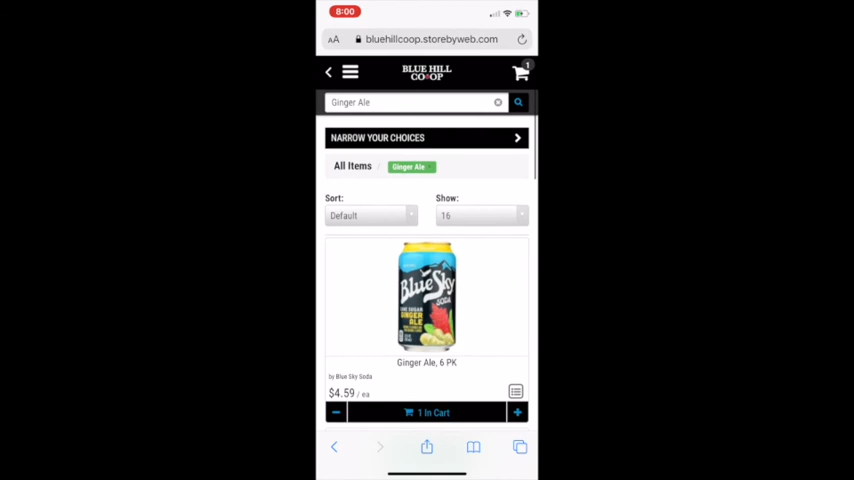 8:00
AA bluehillcoop.storebyweb.com
BLUE HILL
CO-OP
1
Ginger Ale
NARROW YOUR CHOICES
All Items / Ginger Ale
Sort: Show:
Default 16
Blue Sky
SODA
GINGER
ALE
Ginger Ale, 6 PK
by Blue Sky Soda
$4.59 / ea
1 In Cart